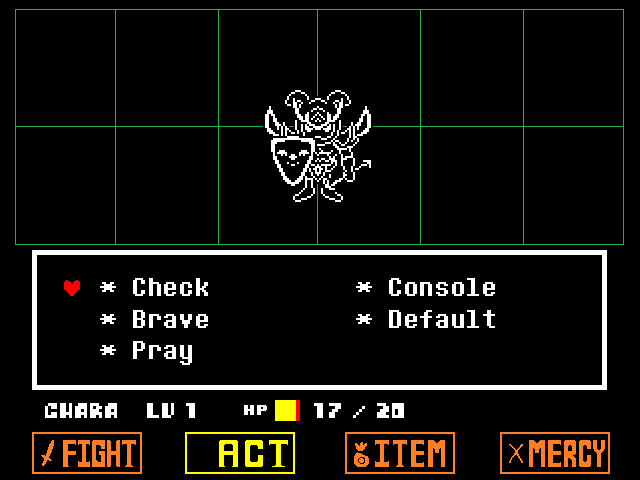 * Check * Console
* Brave * Default
* Pray
CHARA LV 1 HP 17 / 20
FIGHT ACT ITEM MERCY